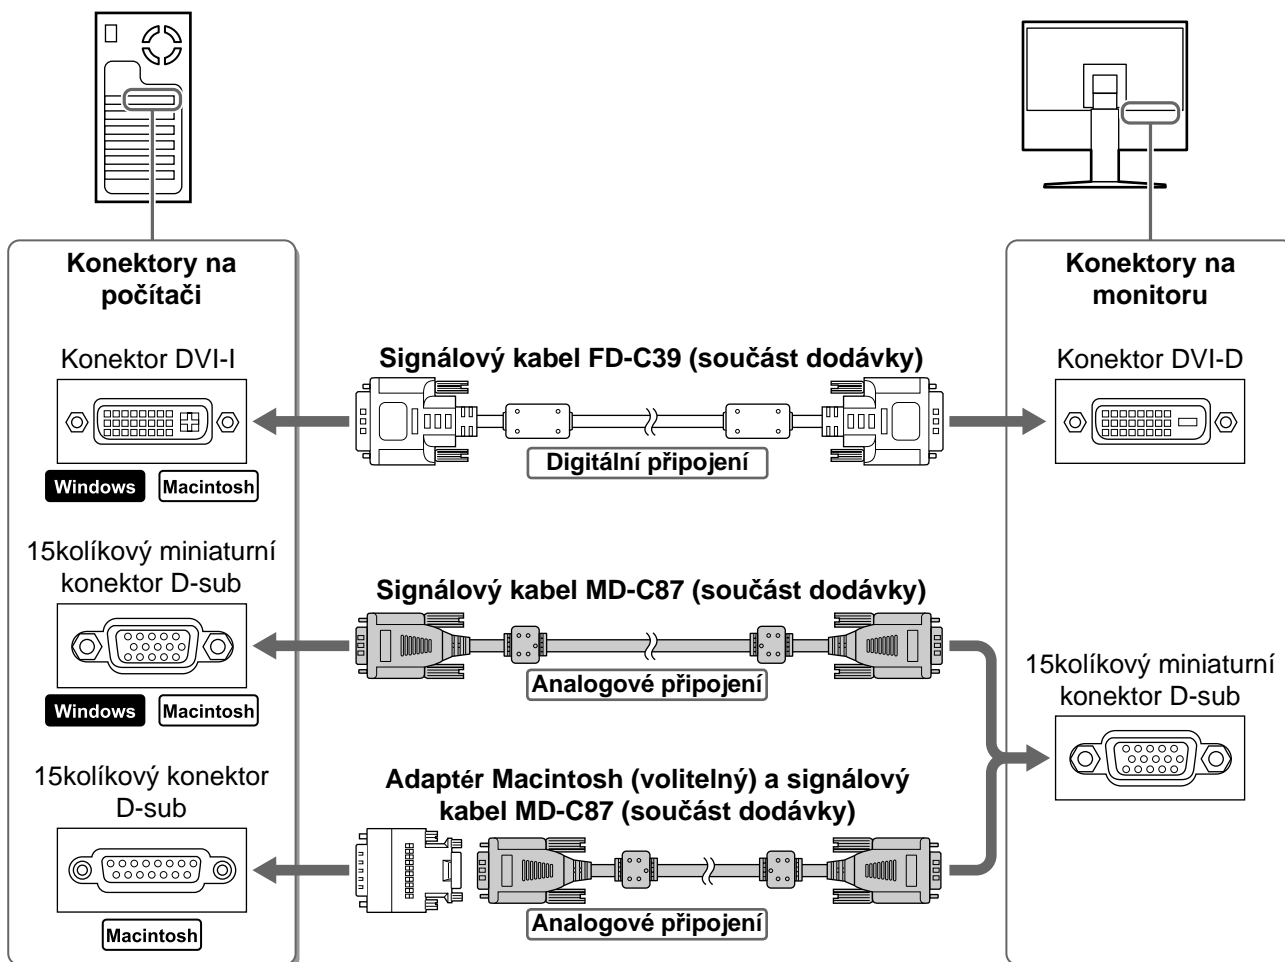 Konektory na
počítači
Konektor DVI-I
Windows
Macintosh
15kolíkový miniaturní
konektor D-sub
Windows
Macintosh
15kolíkový konektor
D-sub
Macintosh
Signálový kabel FD-C39 (součást dodávky)
Digitální připojení
Signálový kabel MD-C87 (součást dodávky)
Analogové připojení
Adaptér Macintosh (volitelný) a signálový
kabel MD-C87 (součást dodávky)
Analogové připojení
Konektory na
monitoru
Konektor DVI-D
15kolíkový miniaturní
konektor D-sub